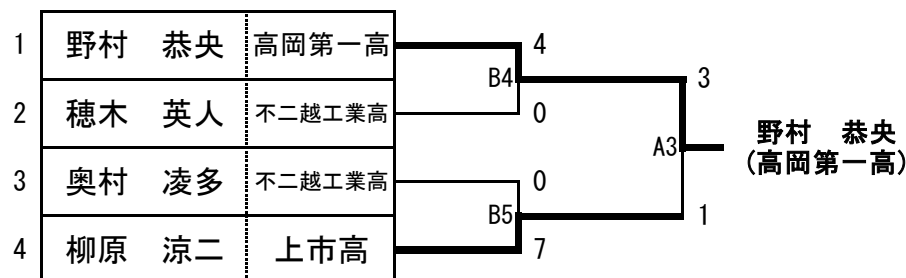 1 野村 恭央 高岡第一高 4
B4 3
2 穂木 英人 不二越工業高 0
A3 野村 恭央
(高岡第一高)
3 奥村 凌多 不二越工業高 0
B5 1
4 柳原 涼二 上市高 7